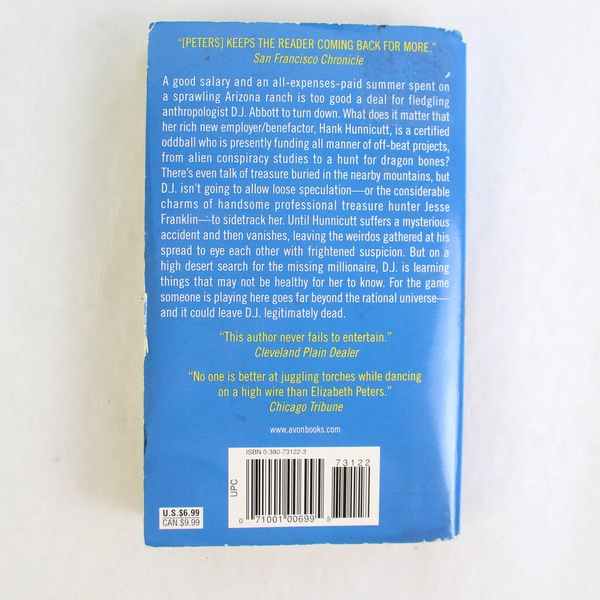 “[PETERS] KEEPS THE READER COMING BACK FOR MORE.”
San Francisco Chronicle
A good salary and an all-expenses-paid summer spent on
a sprawling Arizona ranch is too good a deal for fledgling
anthropologist D.J. Abbott to turn down. What does it matter that
her rich new employer/benefactor, Hank Hunnicutt, is a certified
oddball who is presently funding all manner of off-beat projects,
from alien conspiracy studies to a hunt for dragon bones?
There’s even talk of treasure buried in the nearby mountains, but
D.J. isn’t going to allow loose speculation—or the considerable
charms of handsome professional treasure hunter Jesse
Franklin—to sidetrack her. Until Hunnicutt suffers a mysterious
accident and then vanishes, leaving the weirdos gathered at his
spread to eye each other with frightened suspicion. But on a
high desert search for the missing millionaire, D.J. is learning
things that may not be healthy for her to know. For the game
someone is playing here goes far beyond the rational universe—
and it could leave D.J. legitimately dead.
“This author never fails to entertain.”
Cleveland Plain Dealer
“No one is better at juggling torches while dancing
on a high wire than Elizabeth Peters.”
Chicago Tribune
www.avonbooks.com
ISBN 0-380-73122-3
73122
UPC
0 71001 00699 5
U.S.$6.99
CAN.$9.99